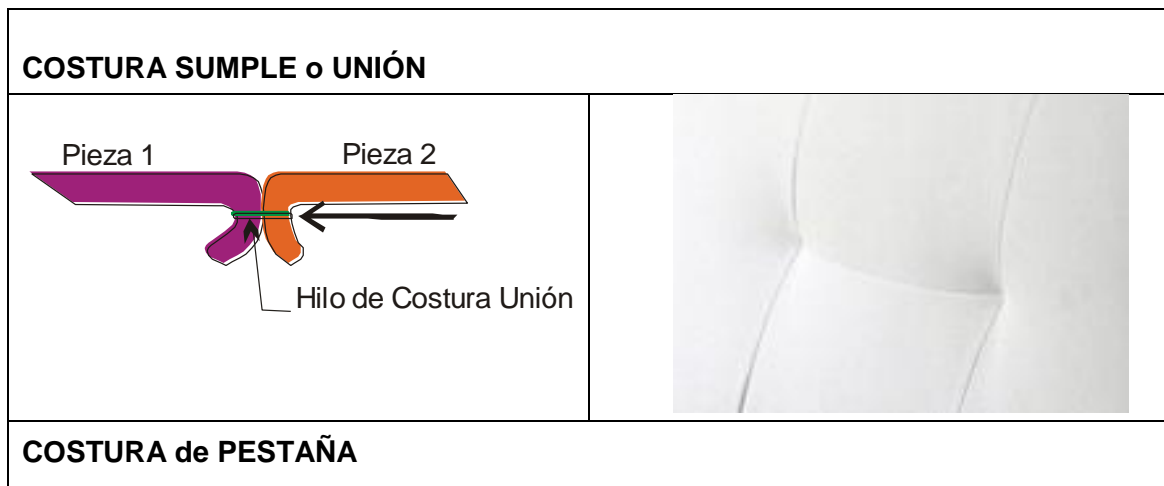 COSTURA SUMPLE o UNIÓN
Pieza 1 Pieza 2
Hilo de Costura Unión
COSTURA de PESTAÑA